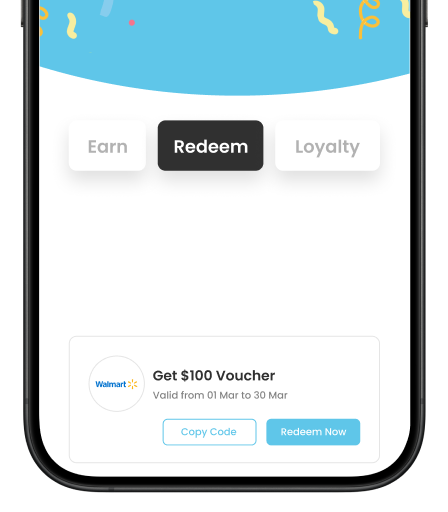 Earn Redeem Loyalty
Walmart
Get $100 Voucher
Valid from 01 Mar to 30 Mar
Copy Code Redeem Now